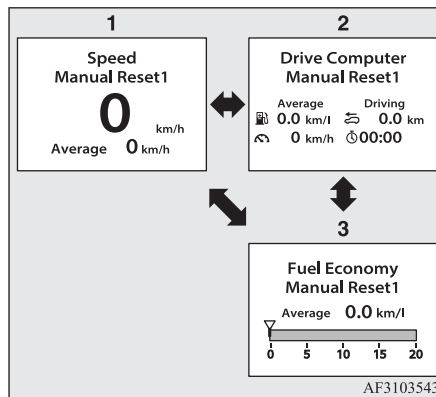 1
Speed
Manual Reset1
0 km/h
Average 0 km/h
2
Drive Computer
Manual Reset1
Average Driving
0.0 km/l 0.0 km
0 km/h 00:00
3
Fuel Economy
Manual Reset1
Average 0.0 km/l
0 5 10 15 20
AF3103543